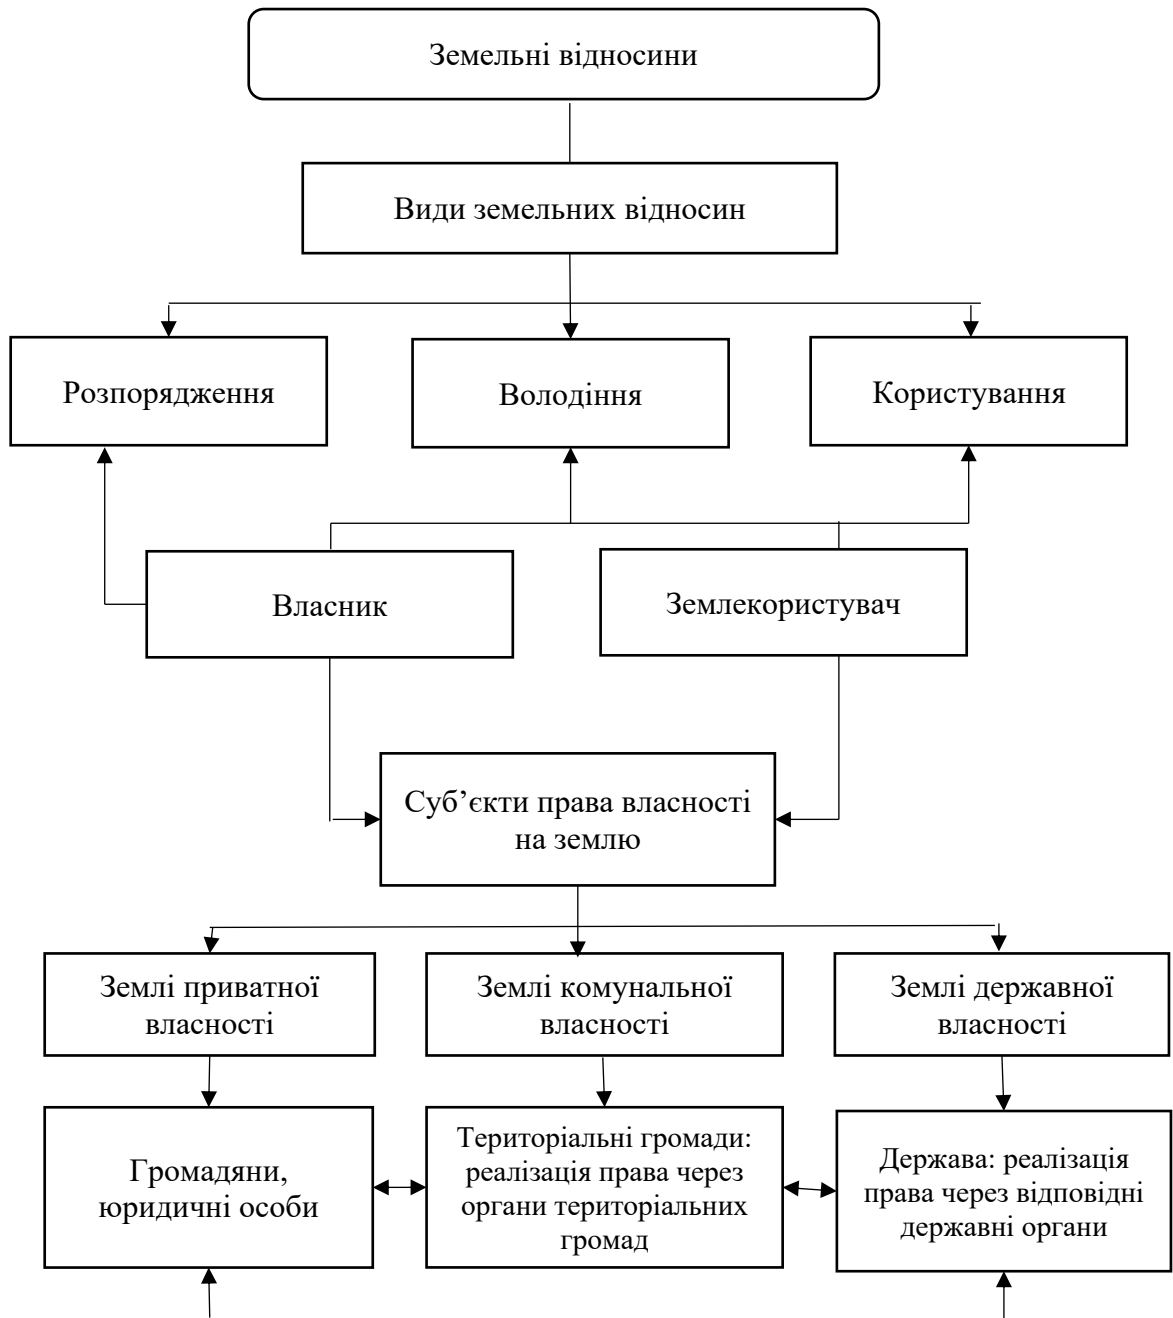 Земельні відносини
Види земельних відносин
Розпорядження
Володіння
Користування
Власник
Землекористувач
Суб’єкти права власності
на землю
Землі приватної
власності
Землі комунальної
власності
Землі державної
власності
Громадяни,
юридичні особи
Територіальні громади:
реалізація права через
органи територіальних
громад
Держава: реалізація
права через відповідні
державні органи